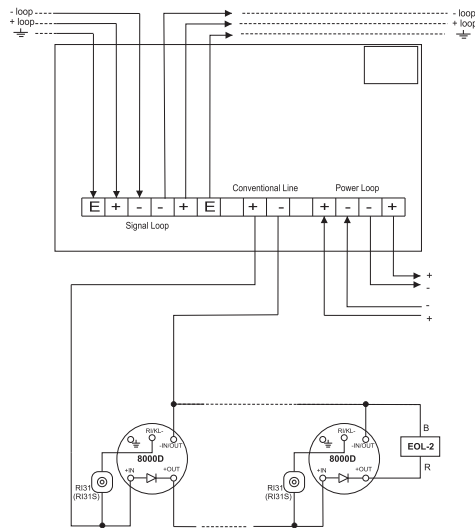 - loop
+ loop
- loop
+ loop
Conventional Line
Power Loop
E + - - + E + - + - - +
Signal Loop
+
-
-
+
RI/KL-
-IN/OUT
8000D
+IN
+OUT
RI31
(RI31S)
RI/KL-
-IN/OUT
8000D
+IN
+OUT
RI31
(RI31S)
B
EOL-2
R